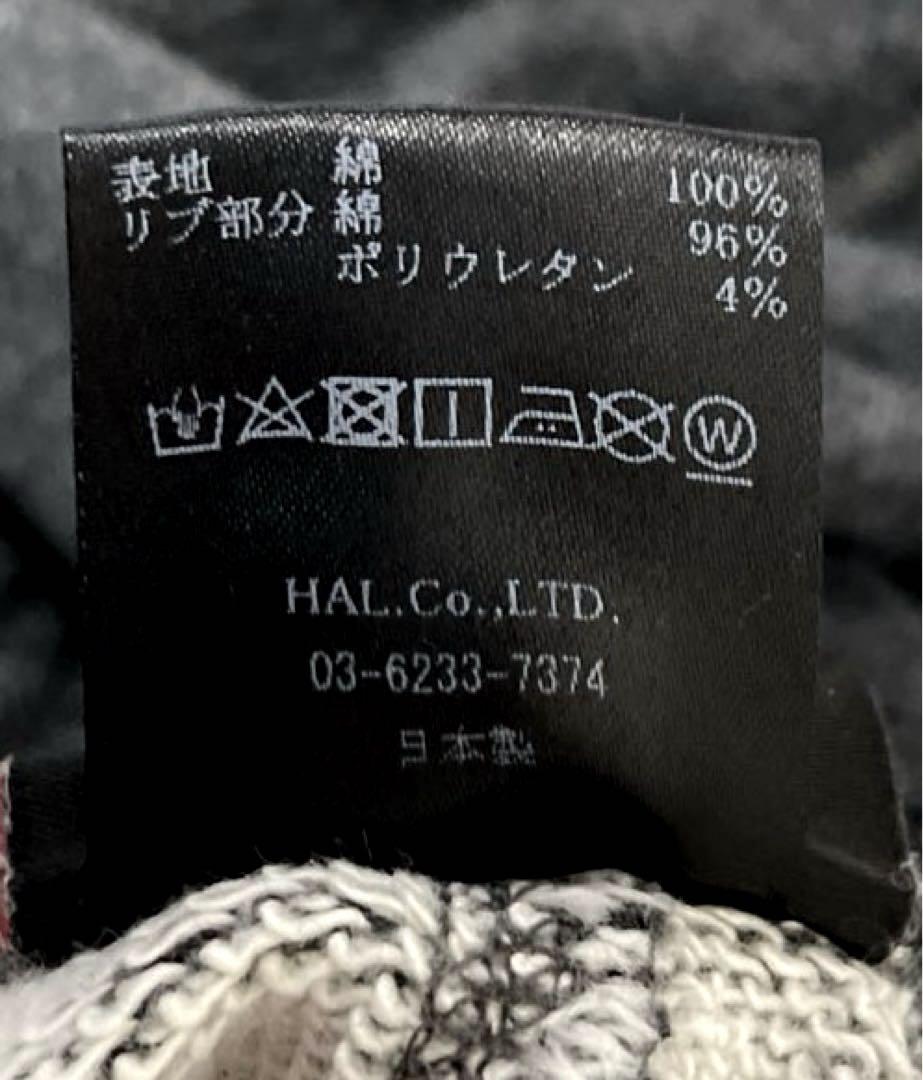 表地 綿 100%
リブ部分 綿 96%
ポリウレタン 4%
W
HAL.Co.,LTD.
03-6233-7374
日本製